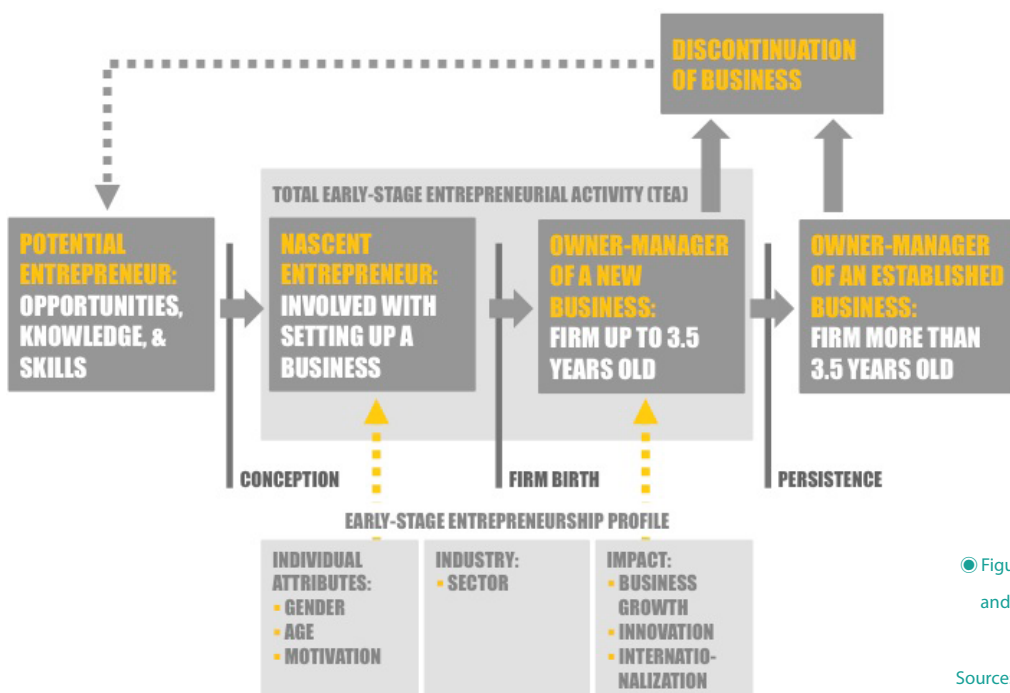 DISCONTINUATION
OF BUSINESS
TOTAL EARLY-STAGE ENTREPRENEURIAL ACTIVITY (TEA)
POTENTIAL
ENTREPRENEUR:
OPPORTUNITIES,
KNOWLEDGE, &
SKILLS
NASCENT
ENTREPRENEUR:
INVOLVED WITH
SETTING UP A
BUSINESS
OWNER-MANAGER
OF A NEW
BUSINESS:
FIRM UP TO 3.5
YEARS OLD
OWNER-MANAGER
OF AN ESTABLISHED
BUSINESS:
FIRM MORE THAN
3.5 YEARS OLD
CONCEPTION
FIRM BIRTH
PERSISTENCE
EARLY-STAGE ENTREPRENEURSHIP PROFILE
INDIVIDUAL
ATTRIBUTES:
▪ GENDER
▪ AGE
▪ MOTIVATION
INDUSTRY:
▪ SECTOR
IMPACT:
▪ BUSINESS
GROWTH
▪ INNOVATION
▪ INTERNATIO-
NALIZATION
◉ Figu
and
Source